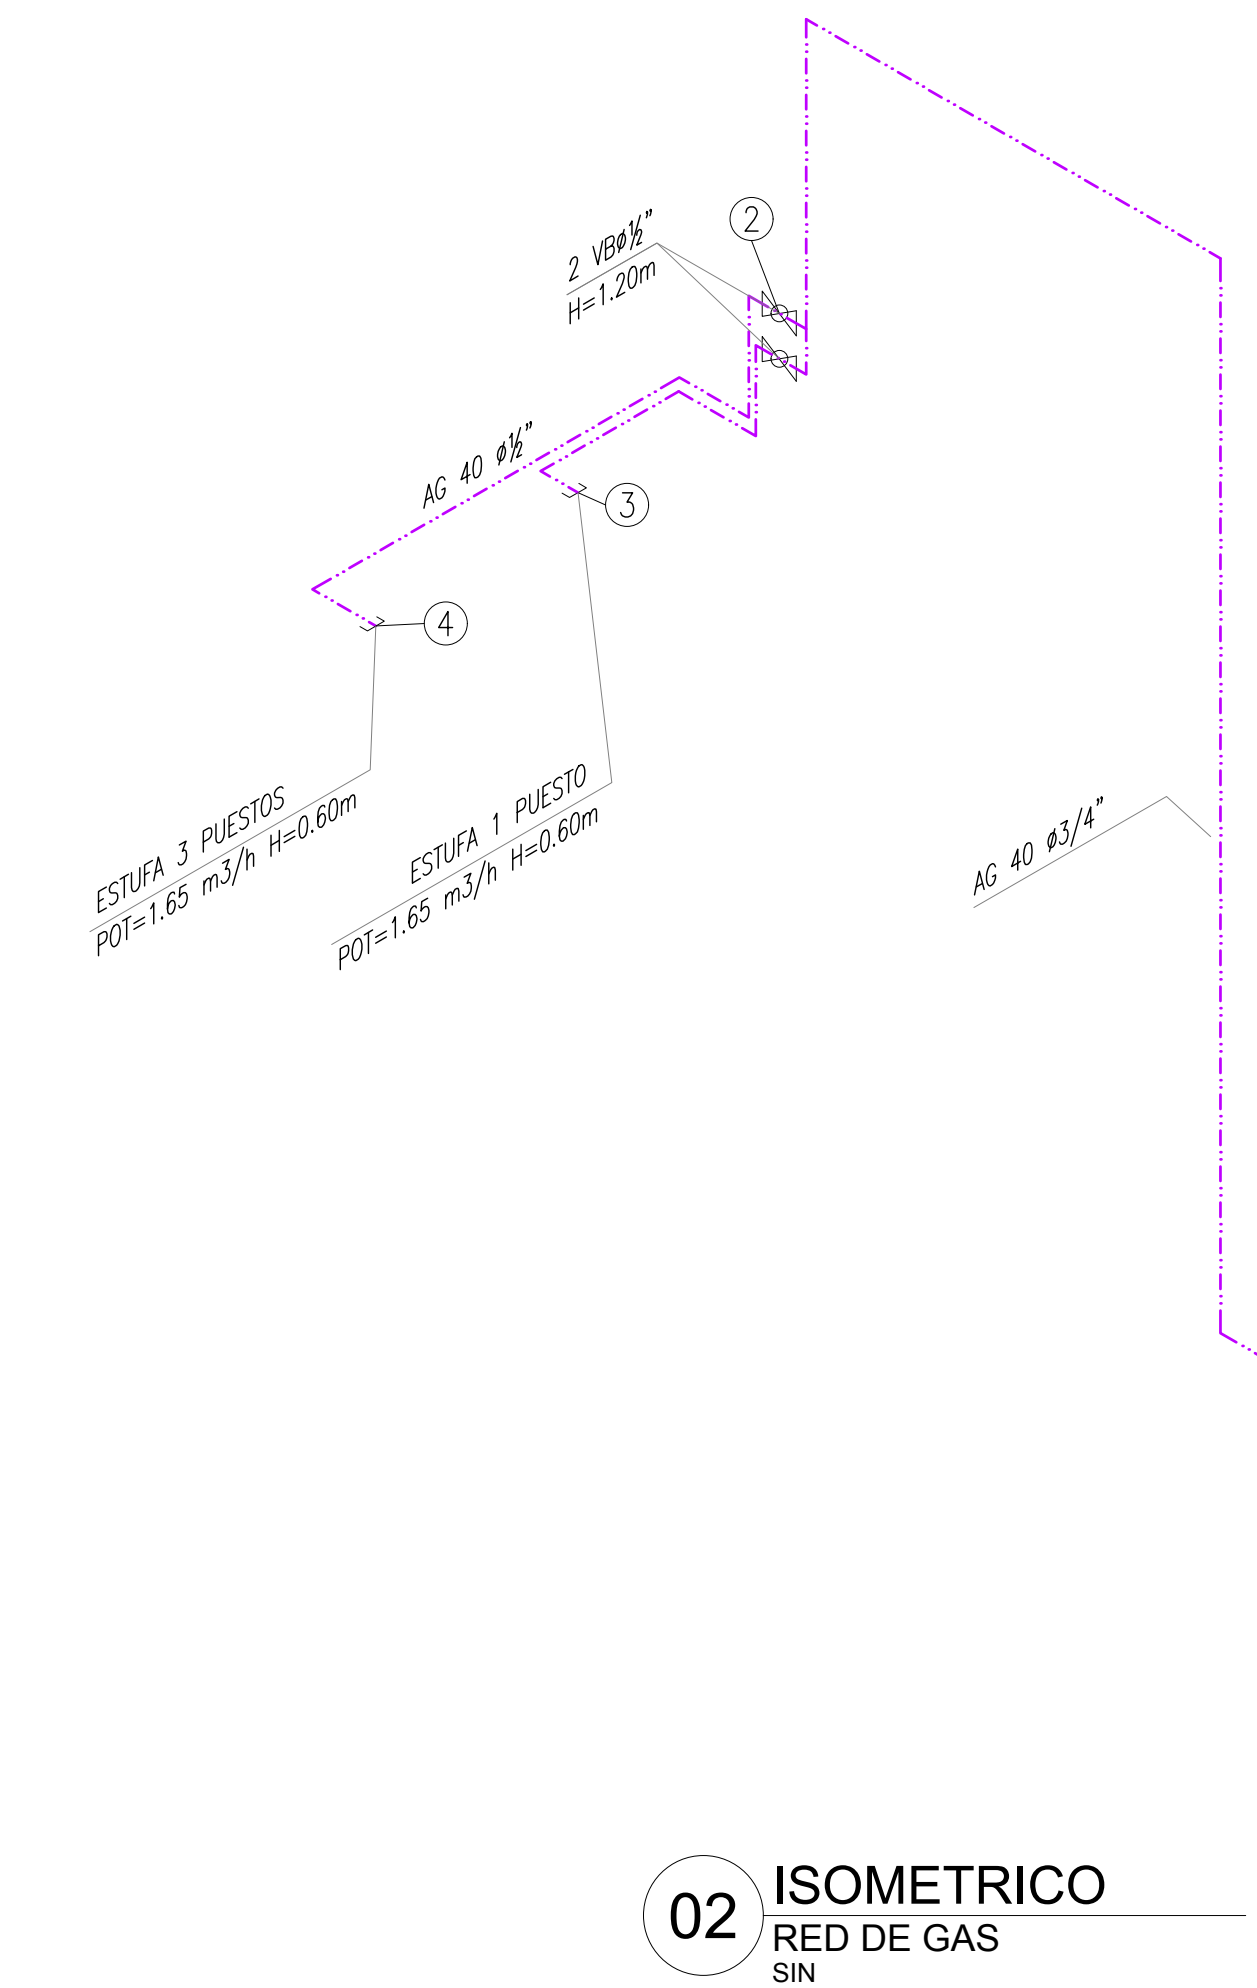 2
2 VBø½"
H=1.20m
AG 40 ø½"
3
4
ESTUFA 3 PUESTOS
POT=1.65 m3/h H=0.60m
ESTUFA 1 PUESTO
POT=1.65 m3/h H=0.60m
AG 40 ø3/4"
02
ISOMETRICO
RED DE GAS
SIN